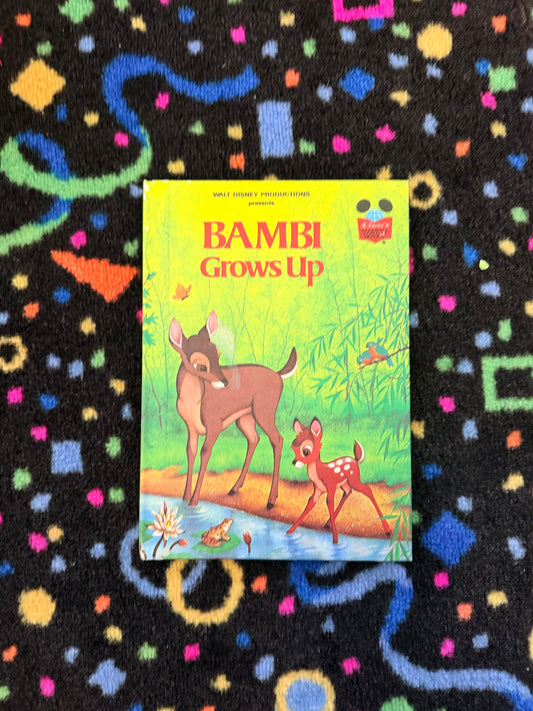 WALT DISNEY PRODUCTIONS
presents
BAMBI
Grows Up